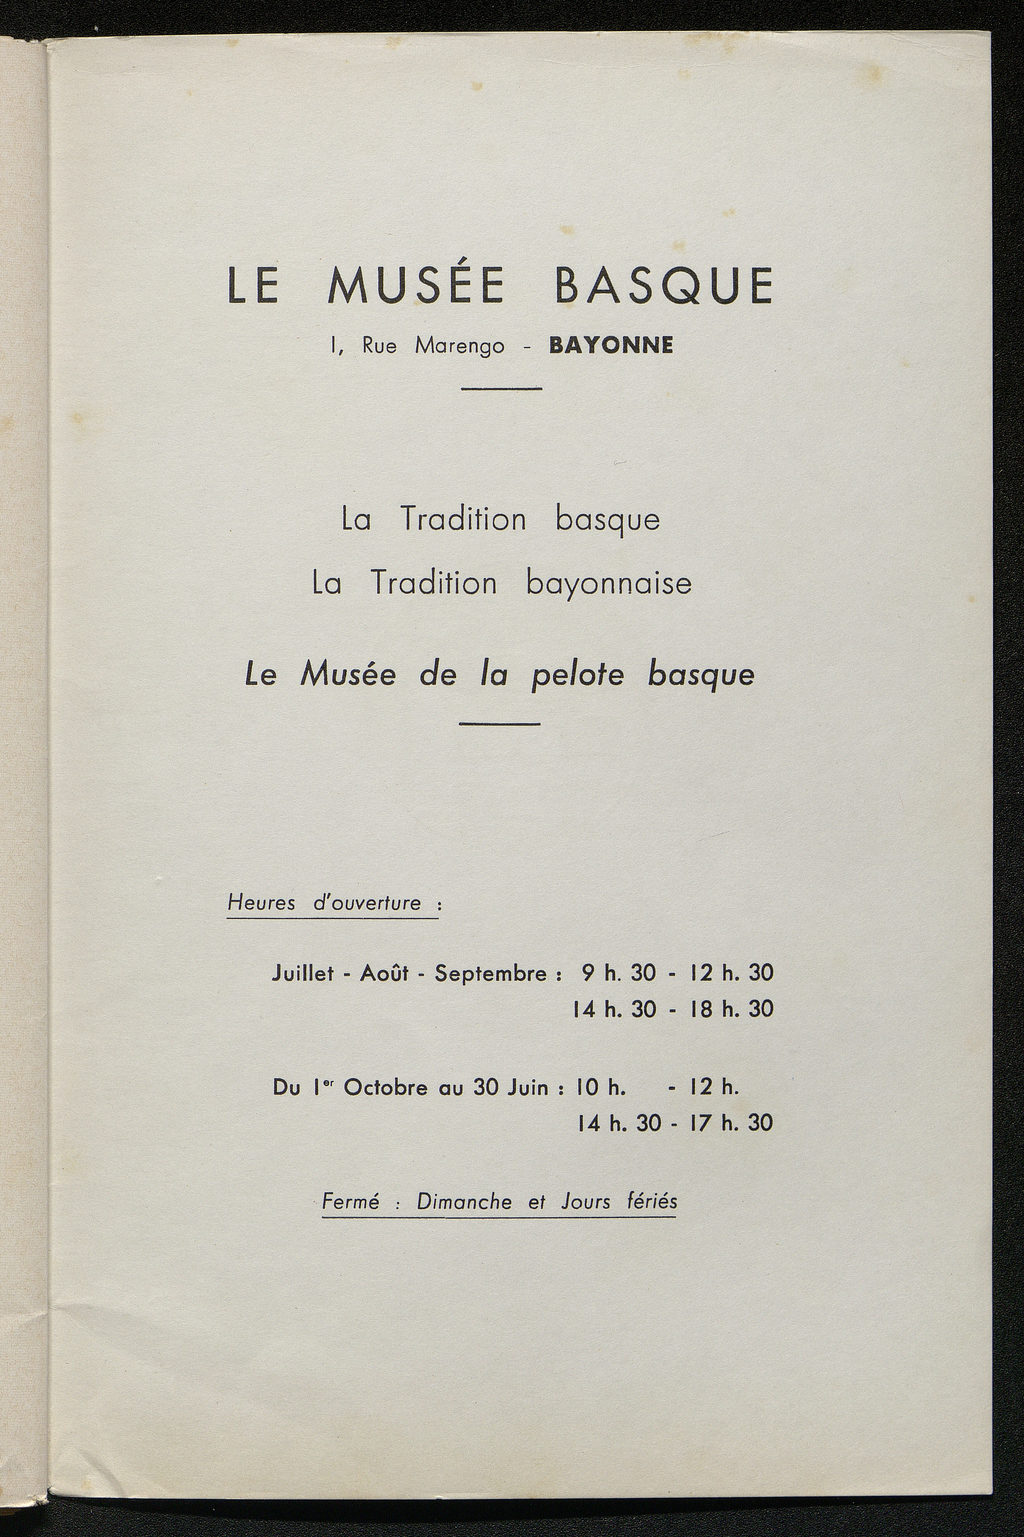 LE MUSÉE BASQUE
1, Rue Marengo - BAYONNE
La Tradition basque
La Tradition bayonnaise
Le Musée de la pelote basque
Heures d'ouverture :
Juillet - Août - Septembre : 9 h. 30 - 12 h. 30
14 h. 30 - 18 h. 30
Du 1er Octobre au 30 Juin : 10 h. - 12 h.
14 h. 30 - 17 h. 30
Fermé : Dimanche et Jours fériés